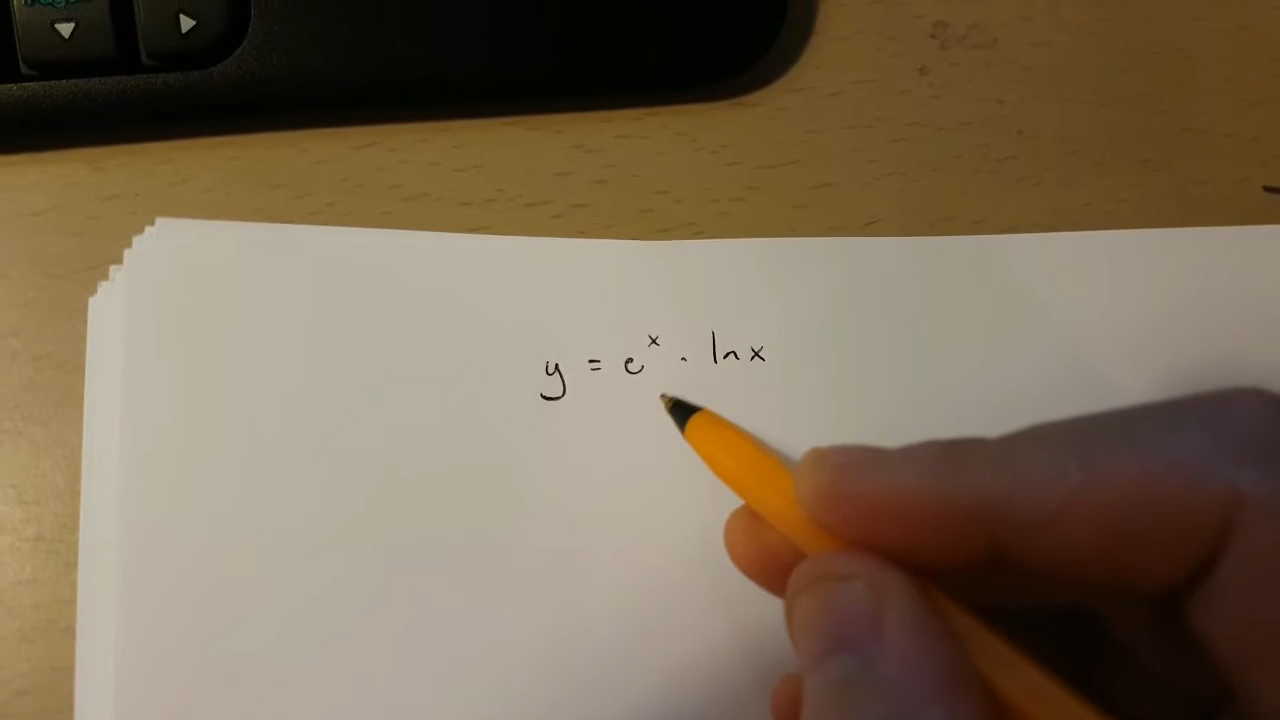 y = e^x · ln x